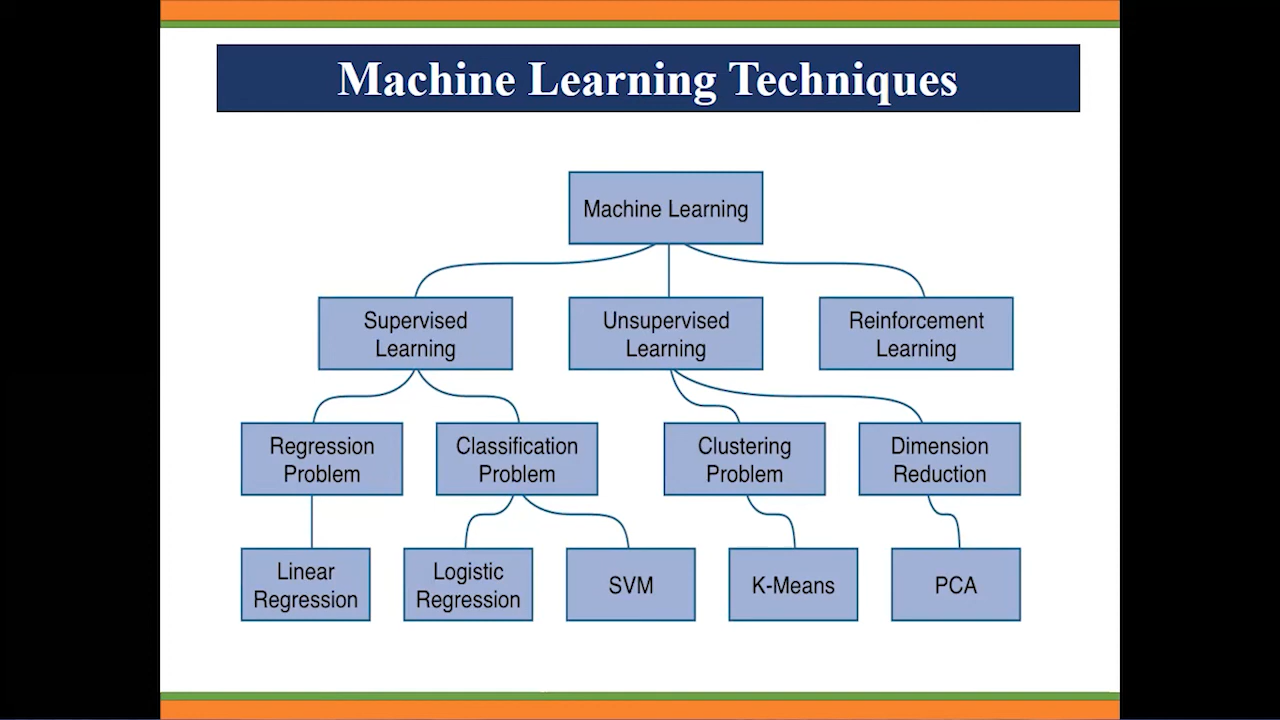 Machine Learning Techniques
Machine Learning
Supervised
Learning
Unsupervised
Learning
Reinforcement
Learning
Regression
Problem
Classification
Problem
Clustering
Problem
Dimension
Reduction
Linear
Regression
Logistic
Regression
SVM
K-Means
PCA